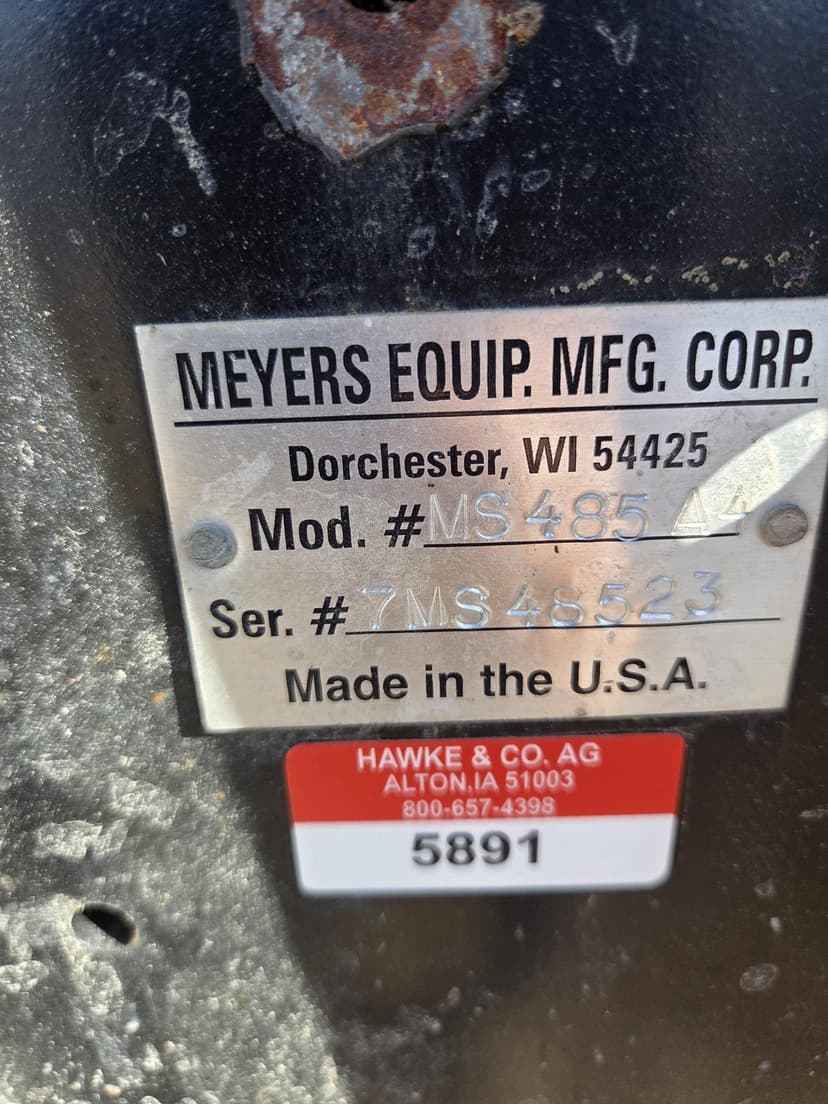 MEYERS EQUIP. MFG. CORP.
Dorchester, WI 54425
Mod. # MS485 A4
Ser. # 7MS48523
Made in the U.S.A.
HAWKE & CO. AG
ALTON, IA 51003
800-657-4398
5891